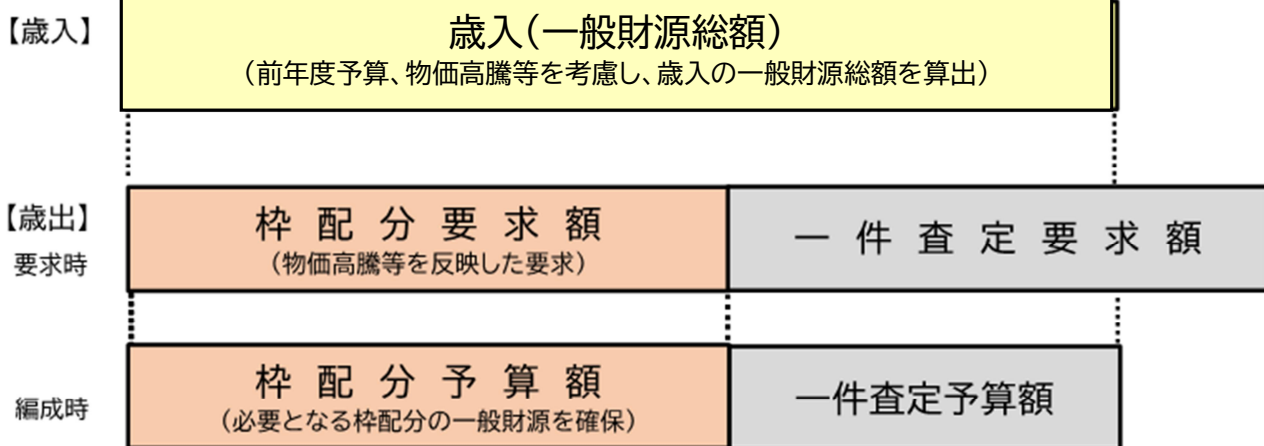 【歳入】
歳入(一般財源総額)
(前年度予算、物価高騰等を考慮し、歳入の一般財源総額を算出)
【歳出】
要求時
枠配分要求額
(物価高騰等を反映した要求)
一件査定要求額
編成時
枠配分予算額
(必要となる枠配分の一般財源を確保)
一件査定予算額